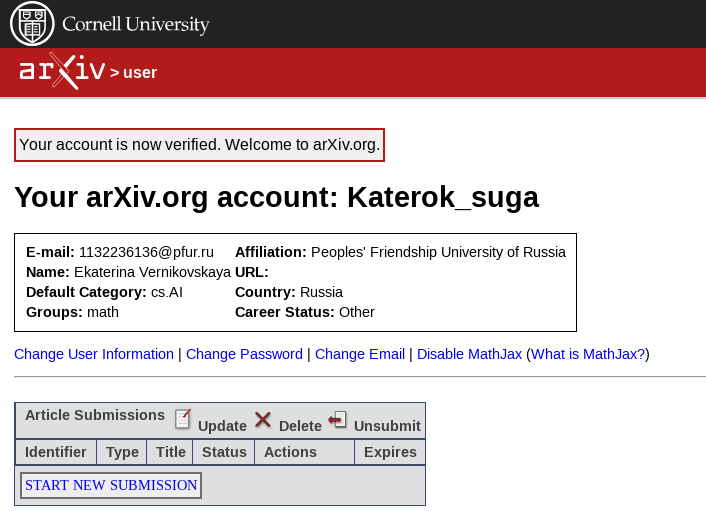 Cornell University
arXiv > user
Your account is now verified. Welcome to arXiv.org.
Your arXiv.org account: Katerok_suga
E-mail: 1132236136@pfur.ru Affiliation: Peoples' Friendship University of Russia
Name: Ekaterina Vernikovskaya URL:
Default Category: cs.AI Country: Russia
Groups: math Career Status: Other
Change User Information | Change Password | Change Email | Disable MathJax (What is MathJax?)
Article Submissions Update Delete Unsubmit
Identifier Type Title Status Actions Expires
START NEW SUBMISSION